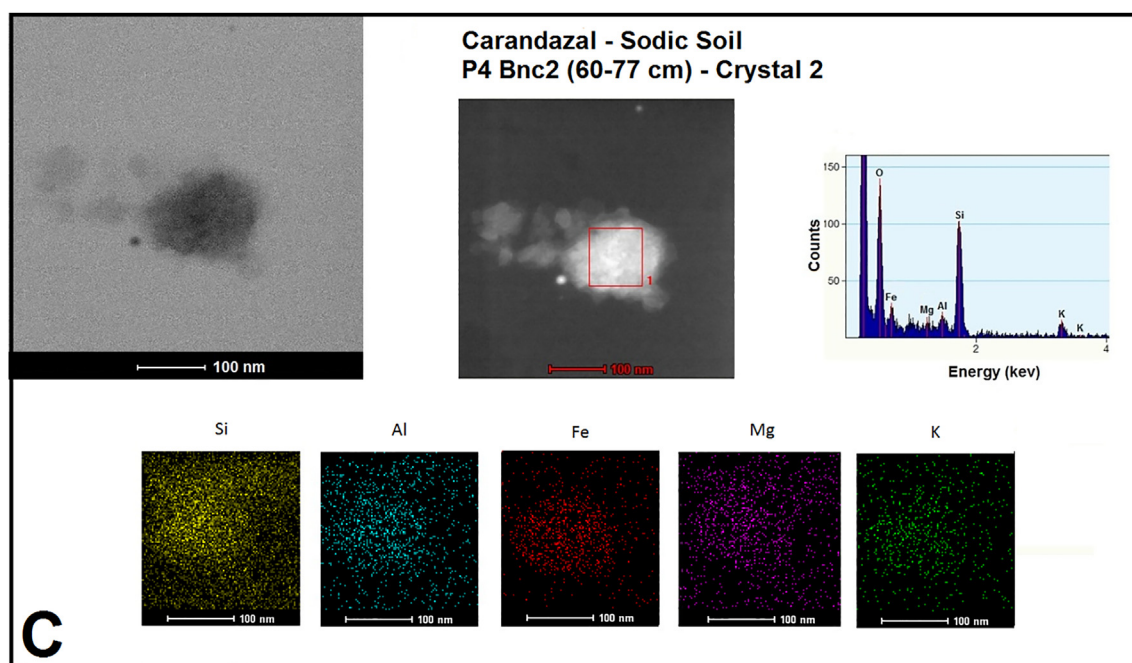 Carandazal - Sodic Soil
P4 Bnc2 (60-77 cm) - Crystal 2
100 nm
1
100 nm
150
100
50
Counts
O
Fe
Mg
Al
Si
K
K
2
4
Energy (kev)
Si
Al
Fe
Mg
K
100 nm
100 nm
100 nm
100 nm
100 nm
C